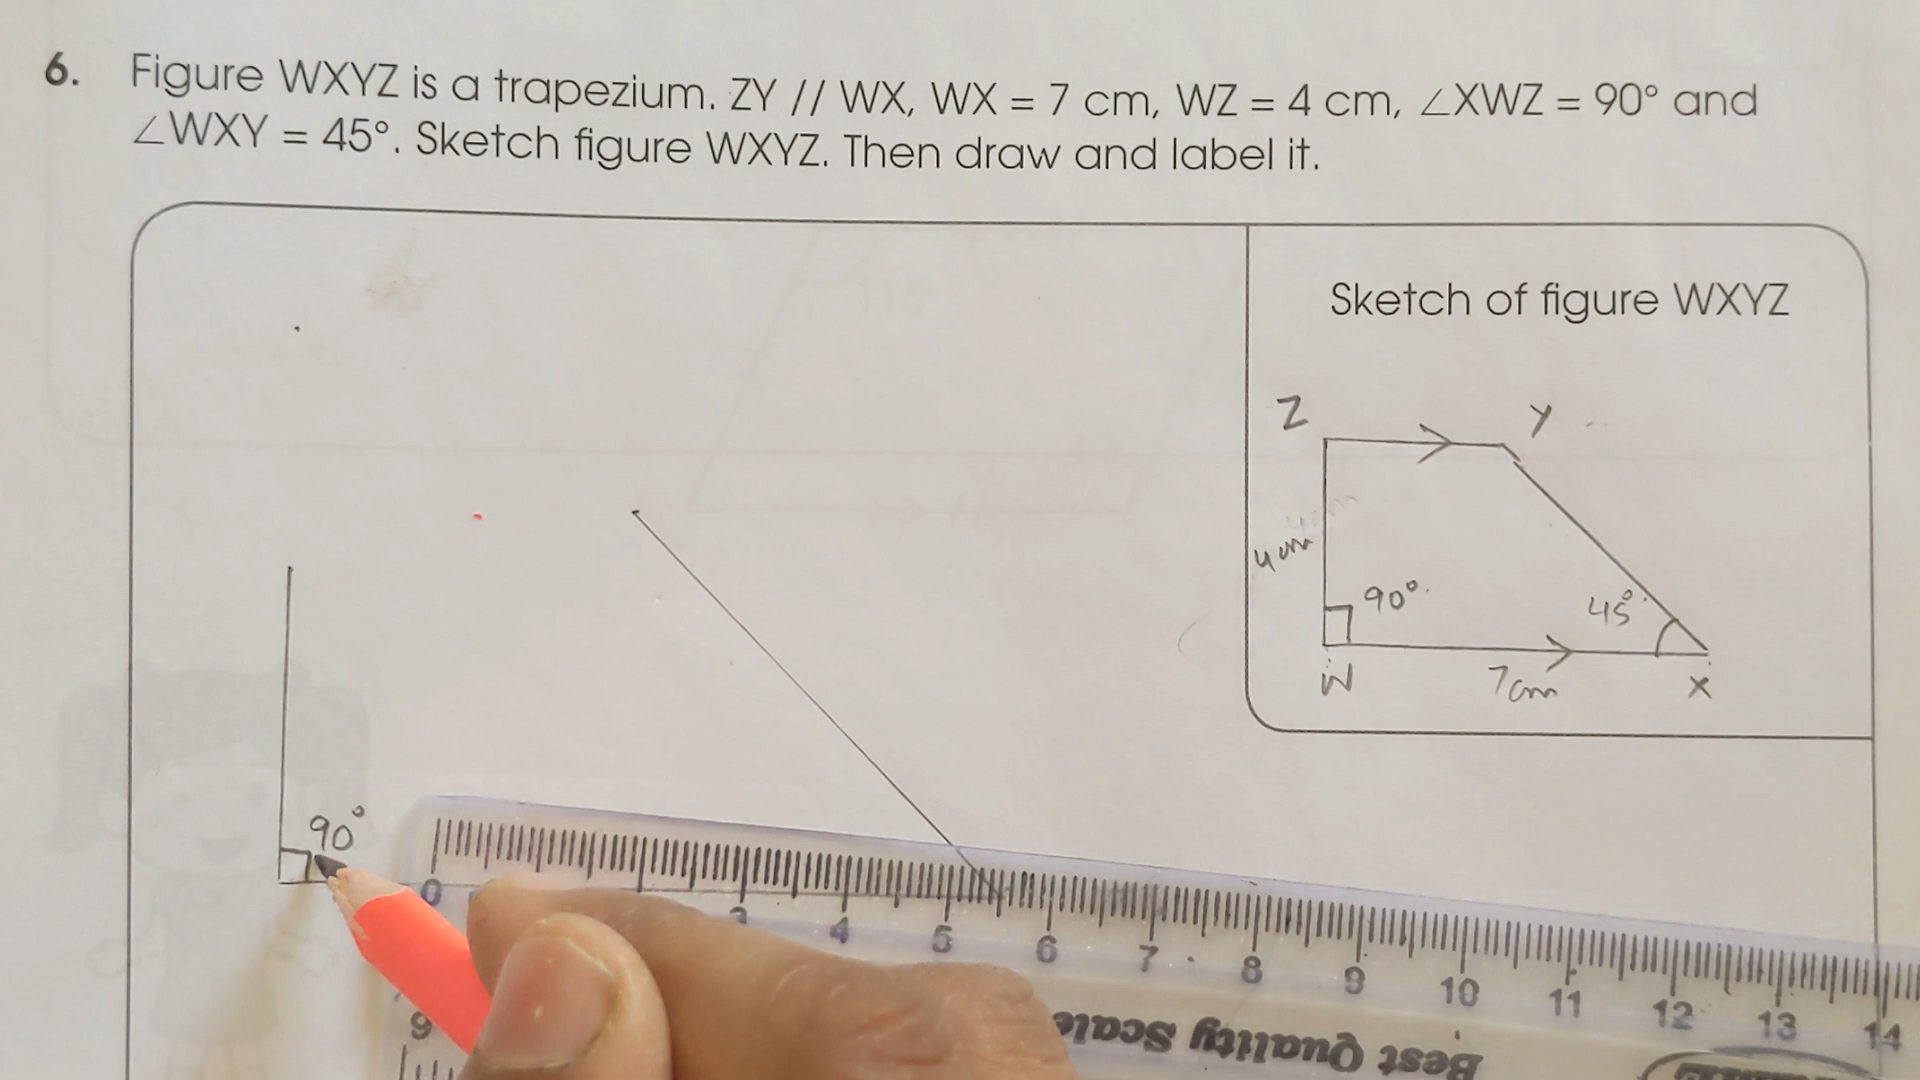 6. Figure WXYZ is a trapezium. ZY // WX, WX = 7 cm, WZ = 4 cm, ∠XWZ = 90° and
∠WXY = 45°. Sketch figure WXYZ. Then draw and label it.
Sketch of figure WXYZ
Z Y
4cm
90° 45°
W 7cm X
90°
0 3 4 5 6 7 8 9 10 11 12 13 14
9
Best Quality Scale